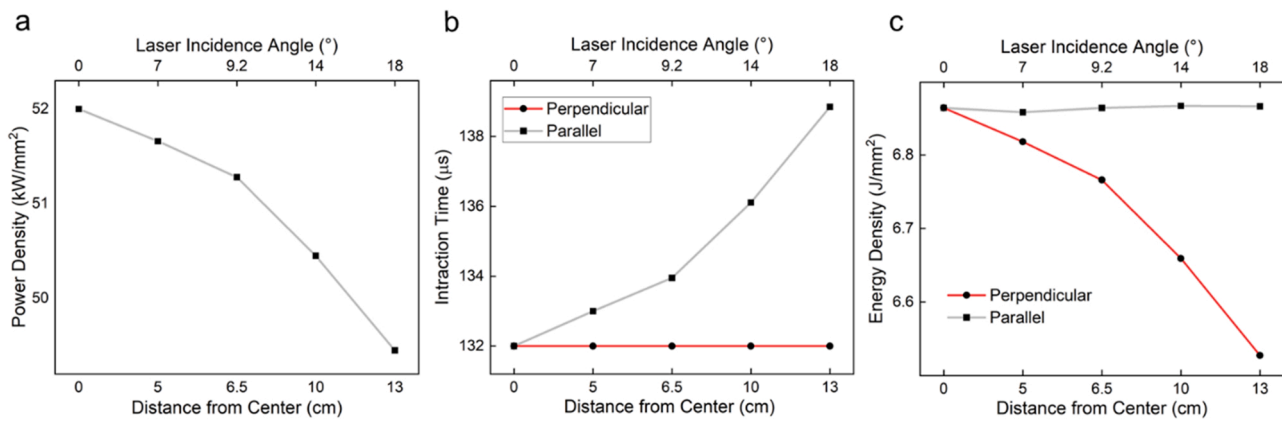 a
Laser Incidence Angle (°)
0 7 9.2 14 18
52
51
50
Power Density (kW/mm²)
0 5 6.5 10 13
Distance from Center (cm)
b
Laser Incidence Angle (°)
0 7 9.2 14 18
Perpendicular
Parallel
138
136
134
132
Intraction Time (μs)
0 5 6.5 10 13
Distance from Center (cm)
c
Laser Incidence Angle (°)
0 7 9.2 14 18
6.8
6.7
6.6
Energy Density (J/mm²)
Perpendicular
Parallel
0 5 6.5 10 13
Distance from Center (cm)